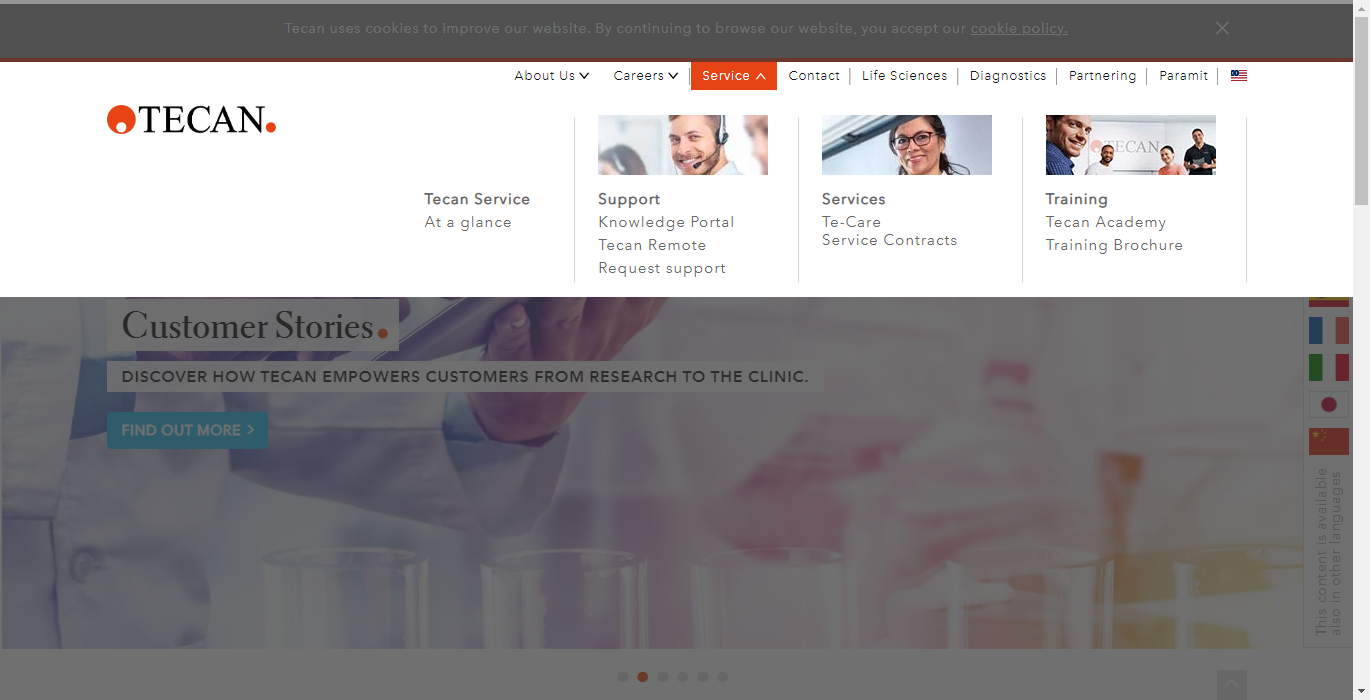 Tecan uses cookies to improve our website. By continuing to browse our website, you accept our cookie policy.
About Us
Careers
Service
Contact
Life Sciences
Diagnostics
Partnering
Paramit
TECAN.
Tecan Service
At a glance
Support
Knowledge Portal
Tecan Remote
Request support
Services
Te-Care
Service Contracts
TECAN
Training
Tecan Academy
Training Brochure
Customer Stories.
DISCOVER HOW TECAN EMPOWERS CUSTOMERS FROM RESEARCH TO THE CLINIC.
FIND OUT MORE >
This content is available
also in other languages